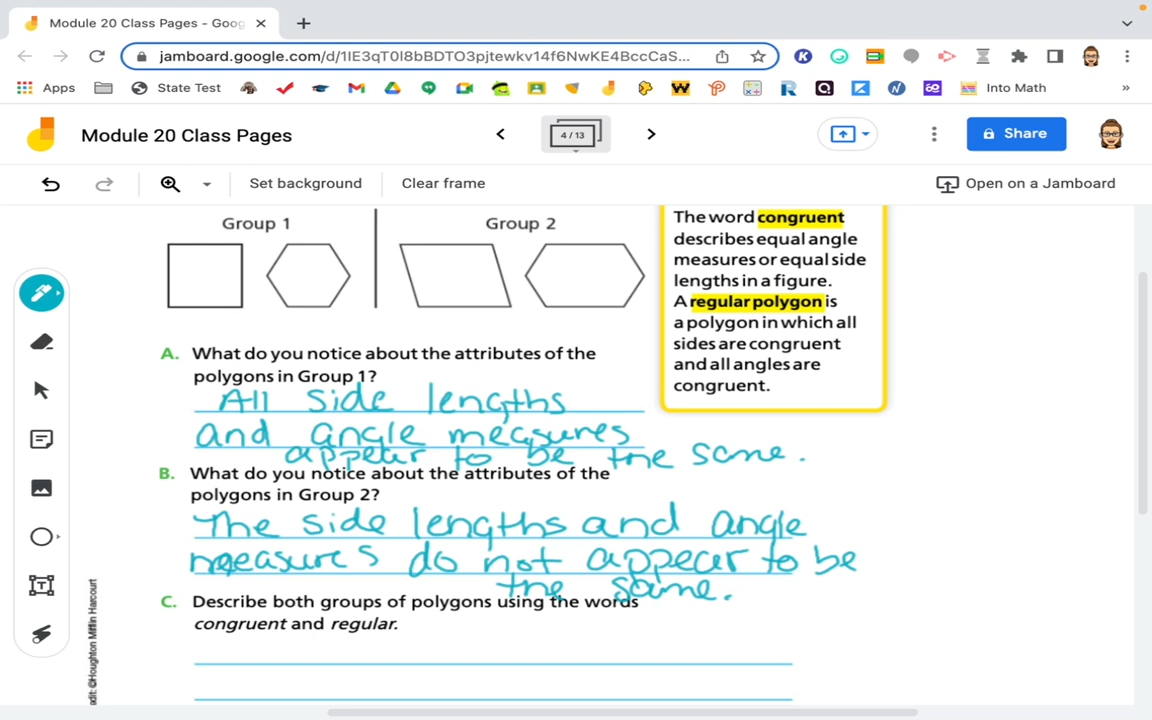 Module 20 Class Pages - Goog
jamboard.google.com/d/1IE3qT0l8bBDTO3pjtewkv14f6NwKE4BccCaS...
Apps
State Test
Into Math
Module 20 Class Pages
4 / 13
Share
Set background
Clear frame
Open on a Jamboard
Group 1
Group 2
The word congruent
describes equal angle
measures or equal side
lengths in a figure.
A regular polygon is
a polygon in which all
sides are congruent
and all angles are
congruent.
A. What do you notice about the attributes of the
polygons in Group 1?
All side lengths
and angle measures
appear to be the same.
B. What do you notice about the attributes of the
polygons in Group 2?
The side lengths and angle
measures do not appear to be
the same.
C. Describe both groups of polygons using the words
congruent and regular.
edit: ©Houghton Mifflin Harcourt